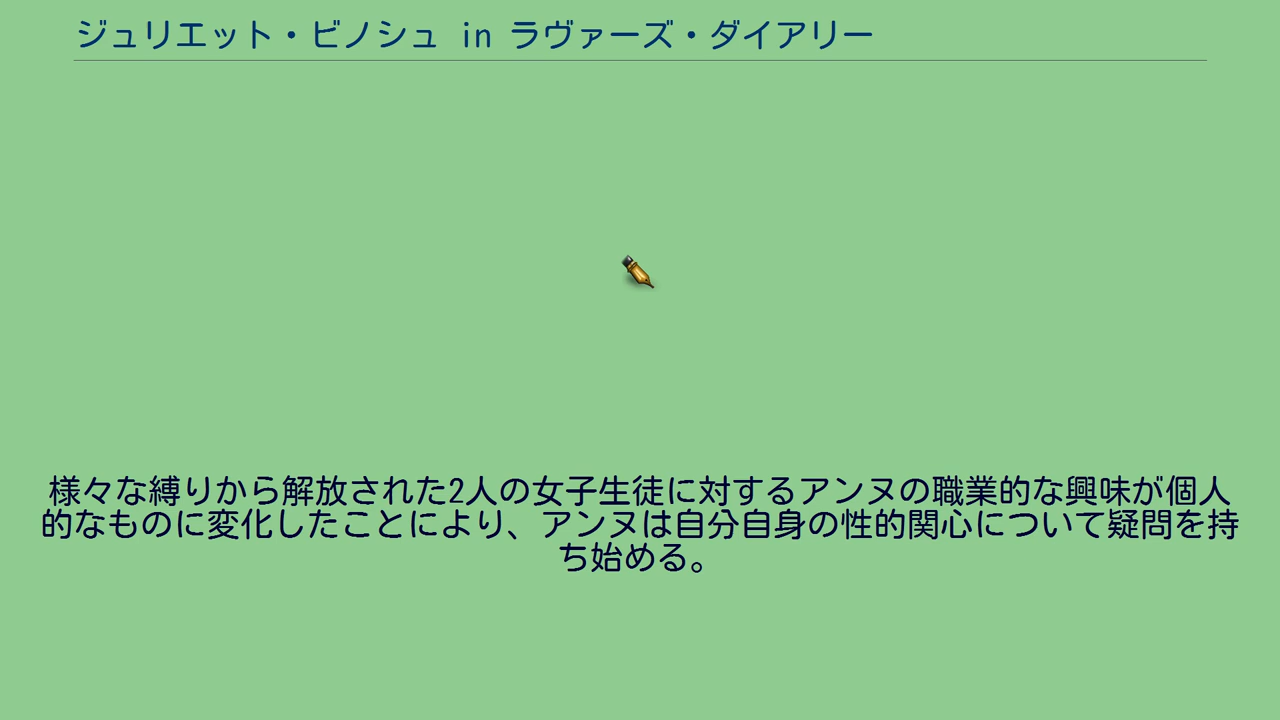 ジュリエット・ビノシュ in ラヴァーズ・ダイアリー
様々な縛りから解放された2人の女子生徒に対するアンヌの職業的な興味が個人
的なものに変化したことにより、アンヌは自分自身の性的関心について疑問を持
ち始める。